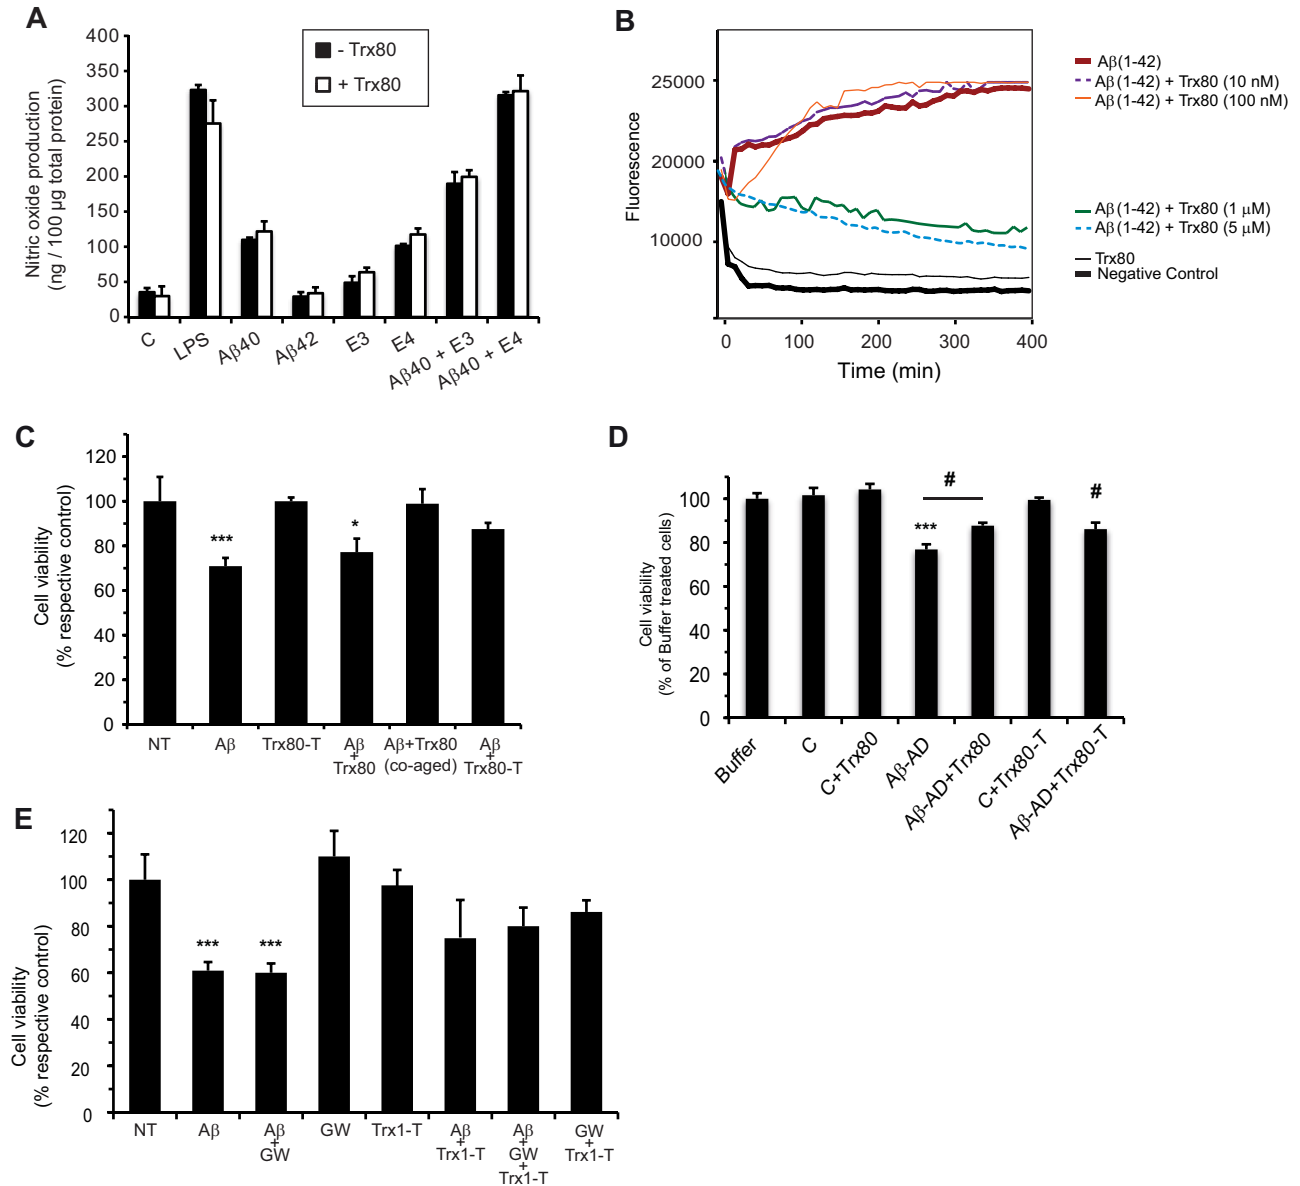 A
400
350
300
250
200
150
100
50
0
Nitric oxide production
(ng / 100 µg total protein)
- Trx80
+ Trx80
C
LPS
Aβ40
Aβ42
E3
E4
Aβ40 + E3
Aβ40 + E4
B
25000
20000
10000
Fluorescence
0
100
200
300
400
Time (min)
Aβ(1-42)
Aβ(1-42) + Trx80 (10 nM)
Aβ(1-42) + Trx80 (100 nM)
Aβ(1-42) + Trx80 (1 µM)
Aβ(1-42) + Trx80 (5 µM)
Trx80
Negative Control
C
120
100
80
60
40
20
0
Cell viability
(% respective control)
***
*
NT
Aβ
Trx80-T
Aβ
+
Trx80
Aβ+Trx80
(co-aged)
Aβ
+
Trx80-T
D
100
80
60
40
20
0
Cell viability
(% of Buffer treated cells)
***
#
#
Buffer
C
C+Trx80
Aβ-AD
Aβ-AD+Trx80
C+Trx80-T
Aβ-AD+Trx80-T
E
120
100
80
60
40
20
0
Cell viability
(% respective control)
***
***
NT
Aβ
Aβ
+
GW
GW
Trx1-T
Aβ
+
Trx1-T
Aβ
+
GW
+
Trx1-T
GW
+
Trx1-T